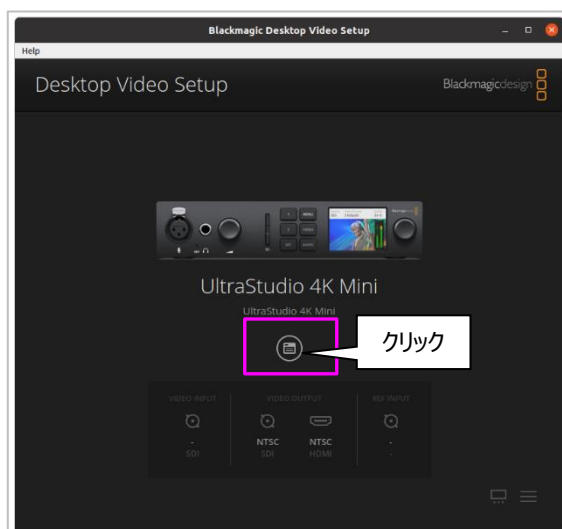 Blackmagic Desktop Video Setup
Help
Desktop Video Setup
Blackmagicdesign
MENU
UltraStudio 4K Mini
UltraStudio 4K Mini
クリック
VIDEO INPUT
VIDEO OUTPUT
REF INPUT
-
NTSC
NTSC
-
SDI
SDI
HDMI
-